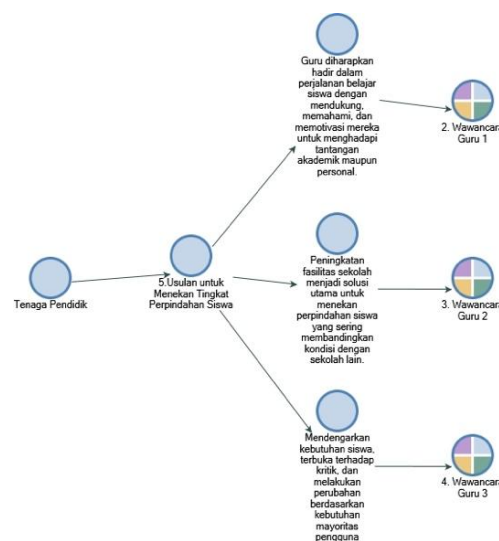 Tenaga Pendidik
5.Usulan untuk
Menekan Tingkat
Perpindahan Siswa
Guru diharapkan
hadir dalam
perjalanan belajar
siswa dengan
mendukung,
memahami, dan
memotivasi mereka
untuk menghadapi
tantangan
akademik maupun
personal.
2. Wawancara
Guru 1
Peningkatan
fasilitas sekolah
menjadi solusi
utama untuk
menekan
perpindahan siswa
yang sering
membandingkan
kondisi dengan
sekolah lain.
3. Wawancara
Guru 2
Mendengarkan
kebutuhan siswa,
terbuka terhadap
kritik, dan
melakukan
perubahan
berdasarkan
kebutuhan
mayoritas
pengguna
4. Wawancara
Guru 3